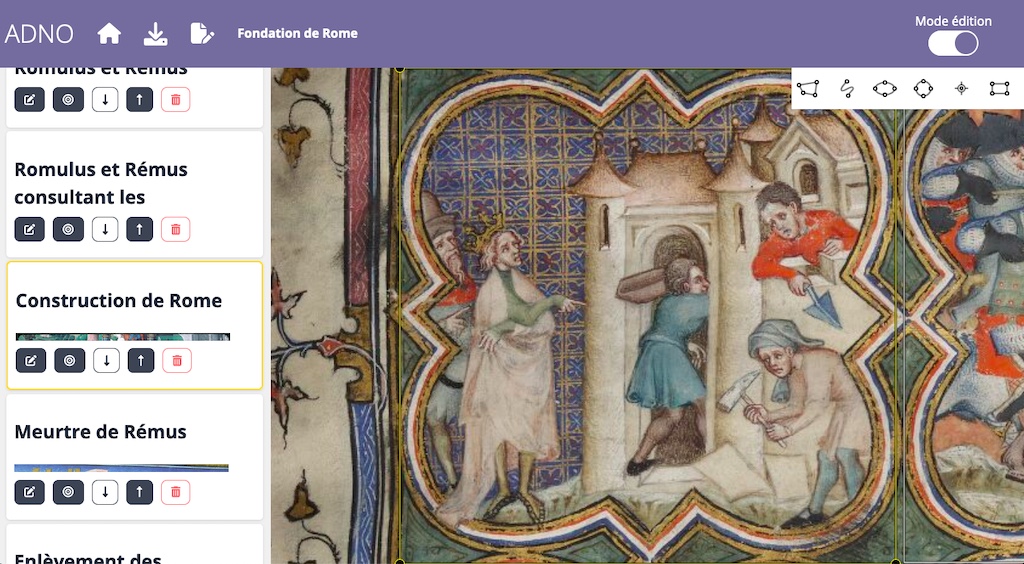 ADNO
Fondation de Rome
Mode édition
Romulus et Rémus
Romulus et Rémus
consultant les
Construction de Rome
Meurtre de Rémus
Enlèvement des